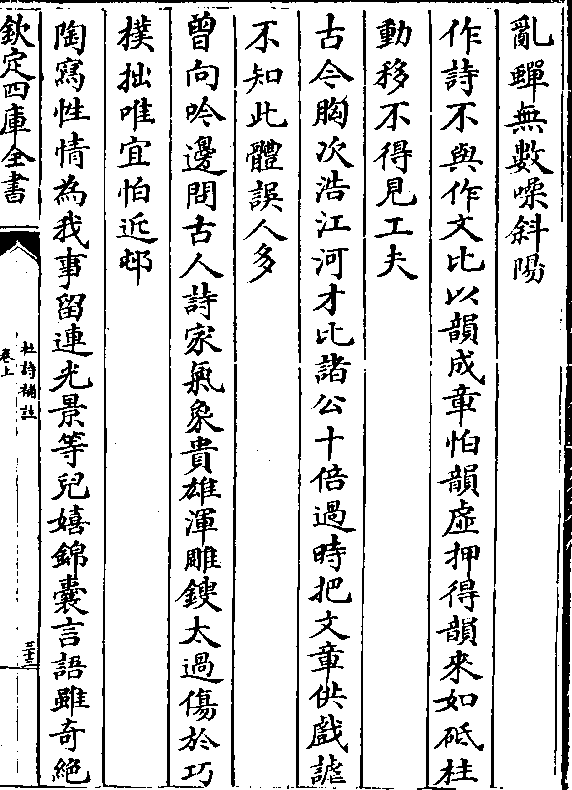 亂蟬無數噪斜陽
作詩不與作文比以韻成章怕韻虛押得韻來如砥柱
動移不得見工夫
古今胸次浩江河才比諸公十倍過時把文章供戲謔
不知此體誤人多
曾向吟邊問古人詩家氣象貴雄渾雕鎪太過傷於巧
樸拙唯宜怕近邨
陶寫性情為我事留連光景等兒嬉錦囊言語雖奇絶
欽定四庫全書
杜詩補註
卷上